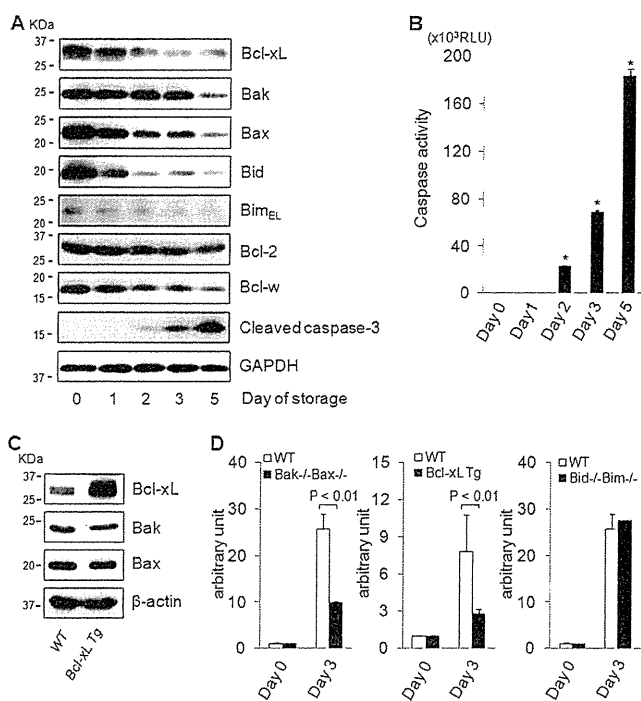 A KDa
37
25
Bcl-xL
25
Bak
25
20
Bax
20
Bid
25
20
BimEL
37
25
Bcl-2
20
15
Bcl-w
15
Cleaved caspase-3
37
GAPDH
0 1 2 3 5 Day of storage
B
(x10³RLU)
Caspase activity
200
160
120
80
40
0
*
*
*
Day 0 Day1 Day 2 Day 3 Day 5
C
KDa
37
25
Bcl-xL
25
Bak
20
Bax
37
β-actin
WT Bcl-xL Tg
D
WT
Bak-/-Bax-/-
P < 0.01
arbitrary unit
40
30
20
10
0
Day 0 Day 3
WT
Bcl-xL Tg
P < 0.01
arbitrary unit
15
12
9
6
3
0
Day 0 Day 3
WT
Bid-/-Bim-/-
arbitrary unit
40
30
20
10
0
Day 0 Day 3